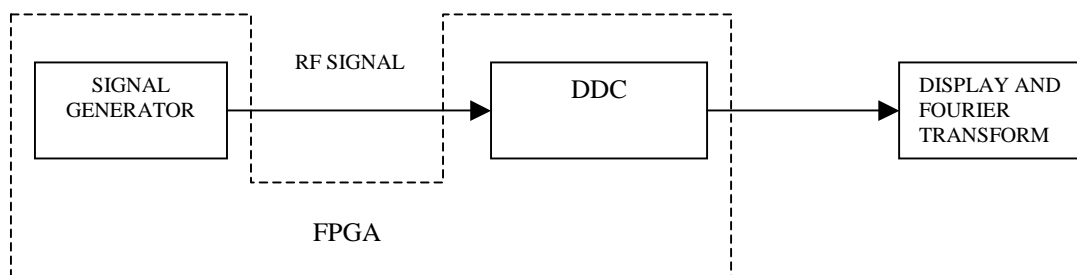 RF SIGNAL
SIGNAL
GENERATOR
DDC
DISPLAY AND
FOURIER
TRANSFORM
FPGA